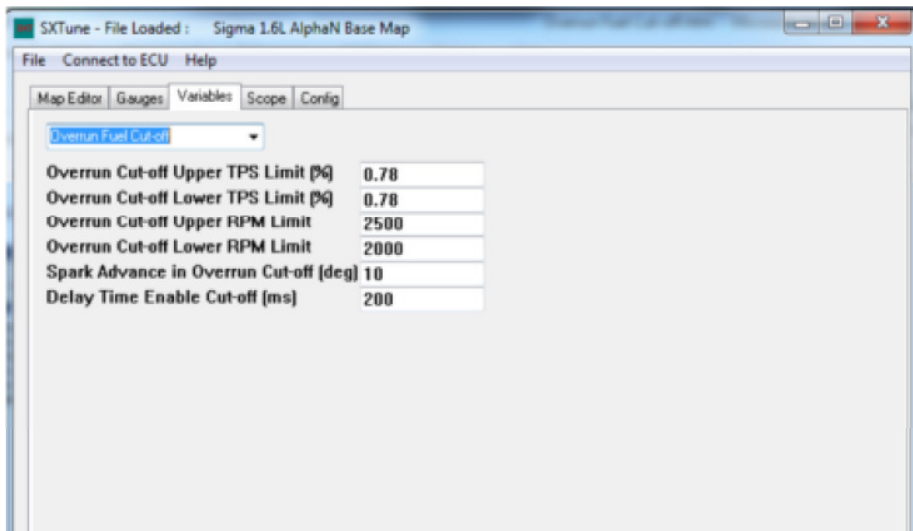 SXTune - File Loaded : Sigma 1.6L AlphaN Base Map
File Connect to ECU Help
Map Editor Gauges Variables Scope Config
Overrun Fuel Cut-off
Overrun Cut-off Upper TPS Limit (%) 0.78
Overrun Cut-off Lower TPS Limit (%) 0.78
Overrun Cut-off Upper RPM Limit 2500
Overrun Cut-off Lower RPM Limit 2000
Spark Advance in Overrun Cut-off (deg) 10
Delay Time Enable Cut-off (ms) 200